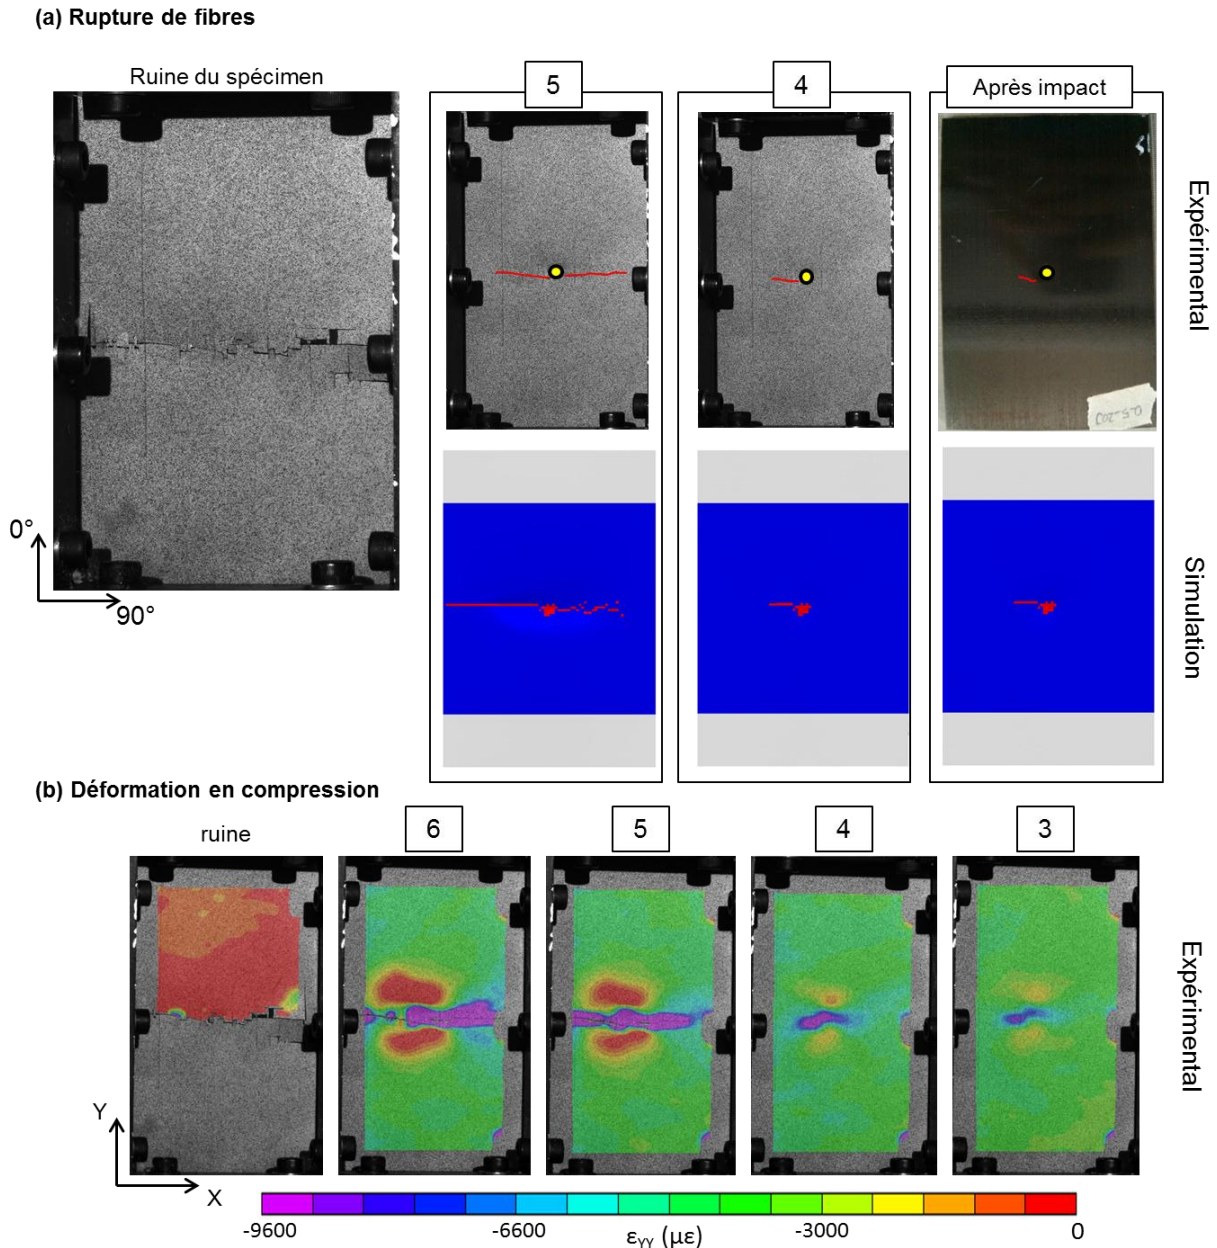 (a) Rupture de fibres
Ruine du spécimen
5
4
Après impact
Expérimental
0°
90°
Simulation
(b) Déformation en compression
ruine
6
5
4
3
Expérimental
Y
X
-9600
-6600
-3000
0
εYY (με)